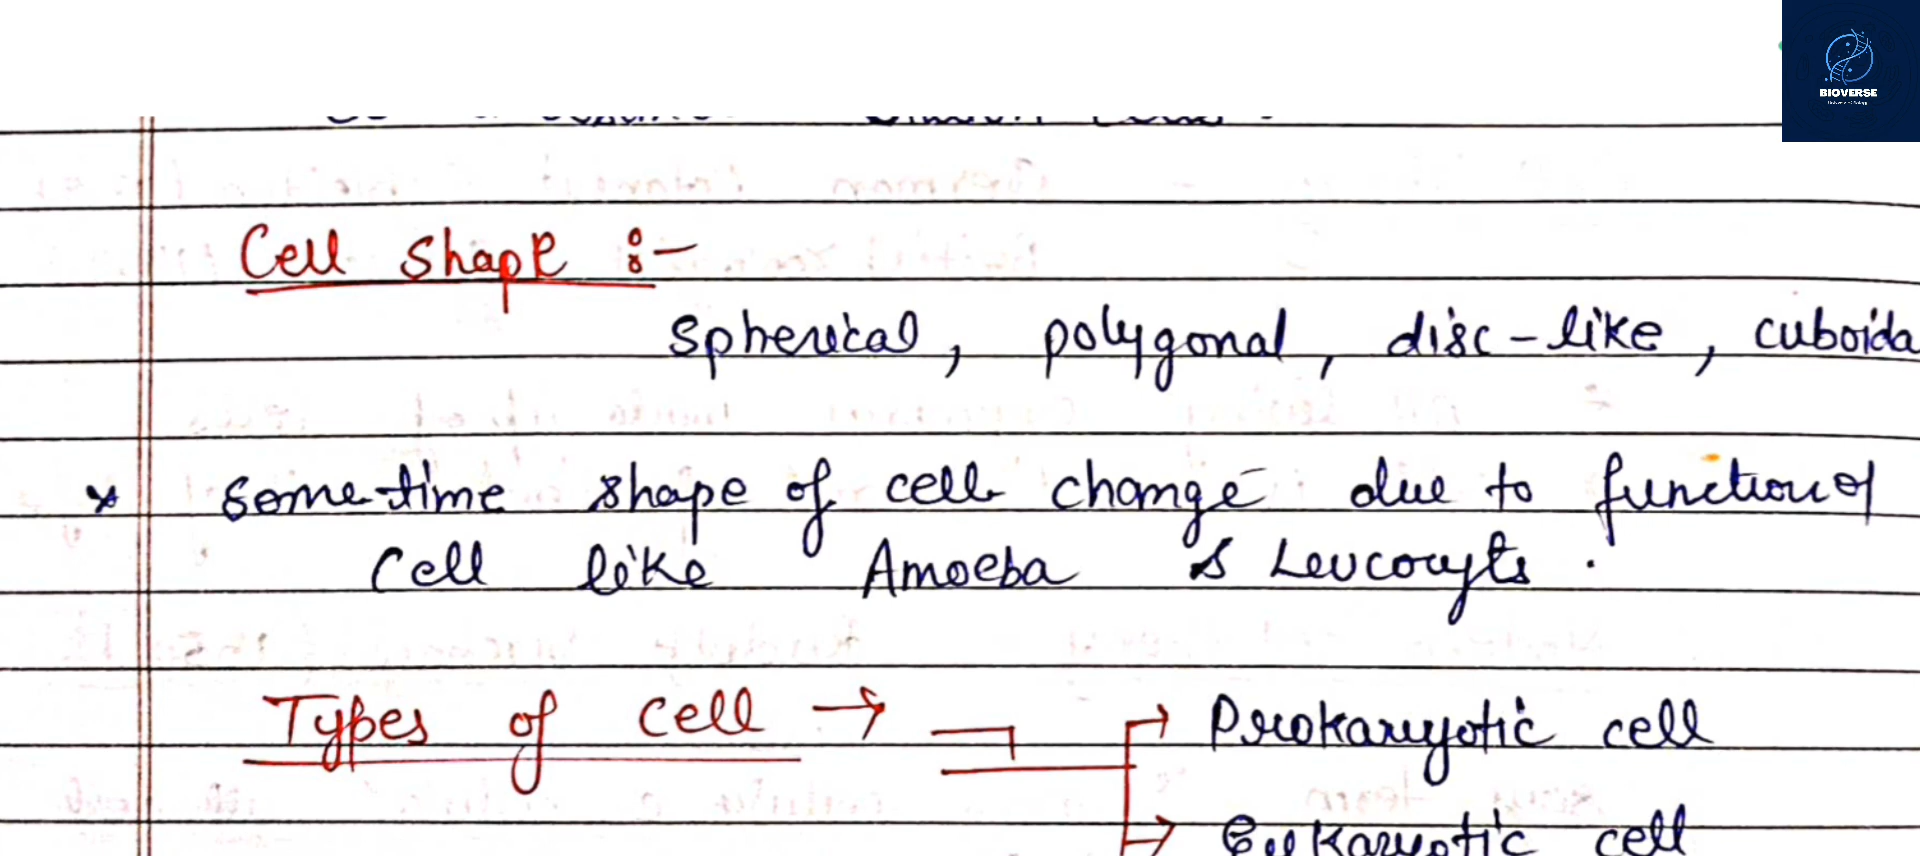 BIOVERSE
Cell shape :-
spherical, polygonal, disc-like, cuboida
* some-time shape of cell change due to function of
Cell like Amoeba & Leucocyts .
Types of cell →
→ Prokaryotic cell
→ Eukaryotic cell